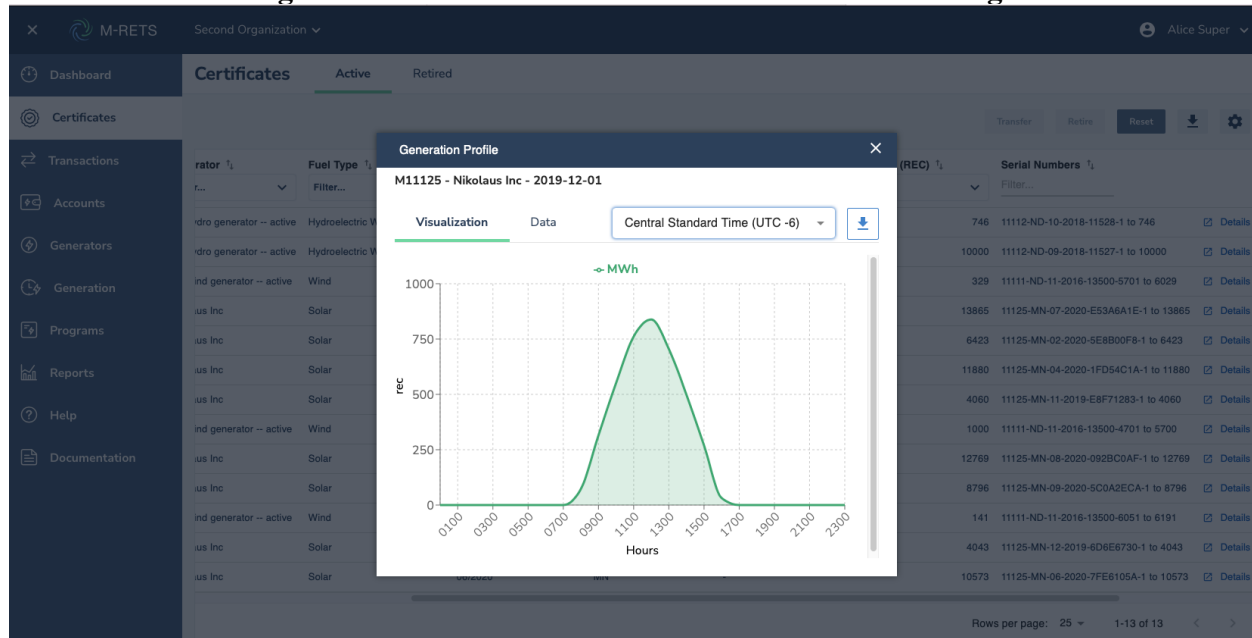 M-RETS
Second Organization
Alice Super
Dashboard
Certificates
Transactions
Accounts
Generators
Generation
Programs
Reports
Help
Documentation
Certificates Active Retired
Transfer Retire Reset
rator Fuel Type (REC) Serial Numbers
Filter... Filter...
ydro generator -- active Hydroelectric W 746 11112-ND-10-2018-11528-1 to 746 Details
ydro generator -- active Hydroelectric W 10000 11112-ND-09-2018-11527-1 to 10000 Details
ind generator -- active Wind 329 11111-ND-11-2016-13500-5701 to 6029 Details
us Inc Solar 13865 11125-MN-07-2020-E53A6A1E-1 to 13865 Details
us Inc Solar 6423 11125-MN-02-2020-5E8B00F8-1 to 6423 Details
us Inc Solar 11880 11125-MN-04-2020-1FD54C1A-1 to 11880 Details
us Inc Solar 4060 11125-MN-11-2019-E8F71283-1 to 4060 Details
ind generator -- active Wind 1000 11111-ND-11-2016-13500-4701 to 5700 Details
us Inc Solar 12769 11125-MN-08-2020-092BC0AF-1 to 12769 Details
us Inc Solar 8796 11125-MN-09-2020-5C0A2ECA-1 to 8796 Details
ind generator -- active Wind 141 11111-ND-11-2016-13500-6051 to 6191 Details
us Inc Solar 4043 11125-MN-12-2019-6D6E6730-1 to 4043 Details
us Inc Solar 06/2020 MN - 10573 11125-MN-06-2020-7FE6105A-1 to 10573 Details
Rows per page: 25 1-13 of 13
Generation Profile
M11125 - Nikolaus Inc - 2019-12-01
Visualization Data Central Standard Time (UTC -6)
MWh
1000
750
500
250
0
rec
0100 0300 0500 0700 0900 1100 1300 1500 1700 1900 2100 2300
Hours